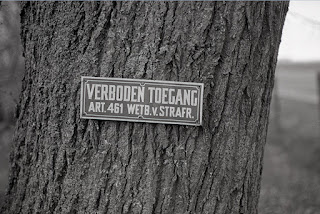 VERBODEN TOEGANG
ART. 461 WETB. v. STRAFR.